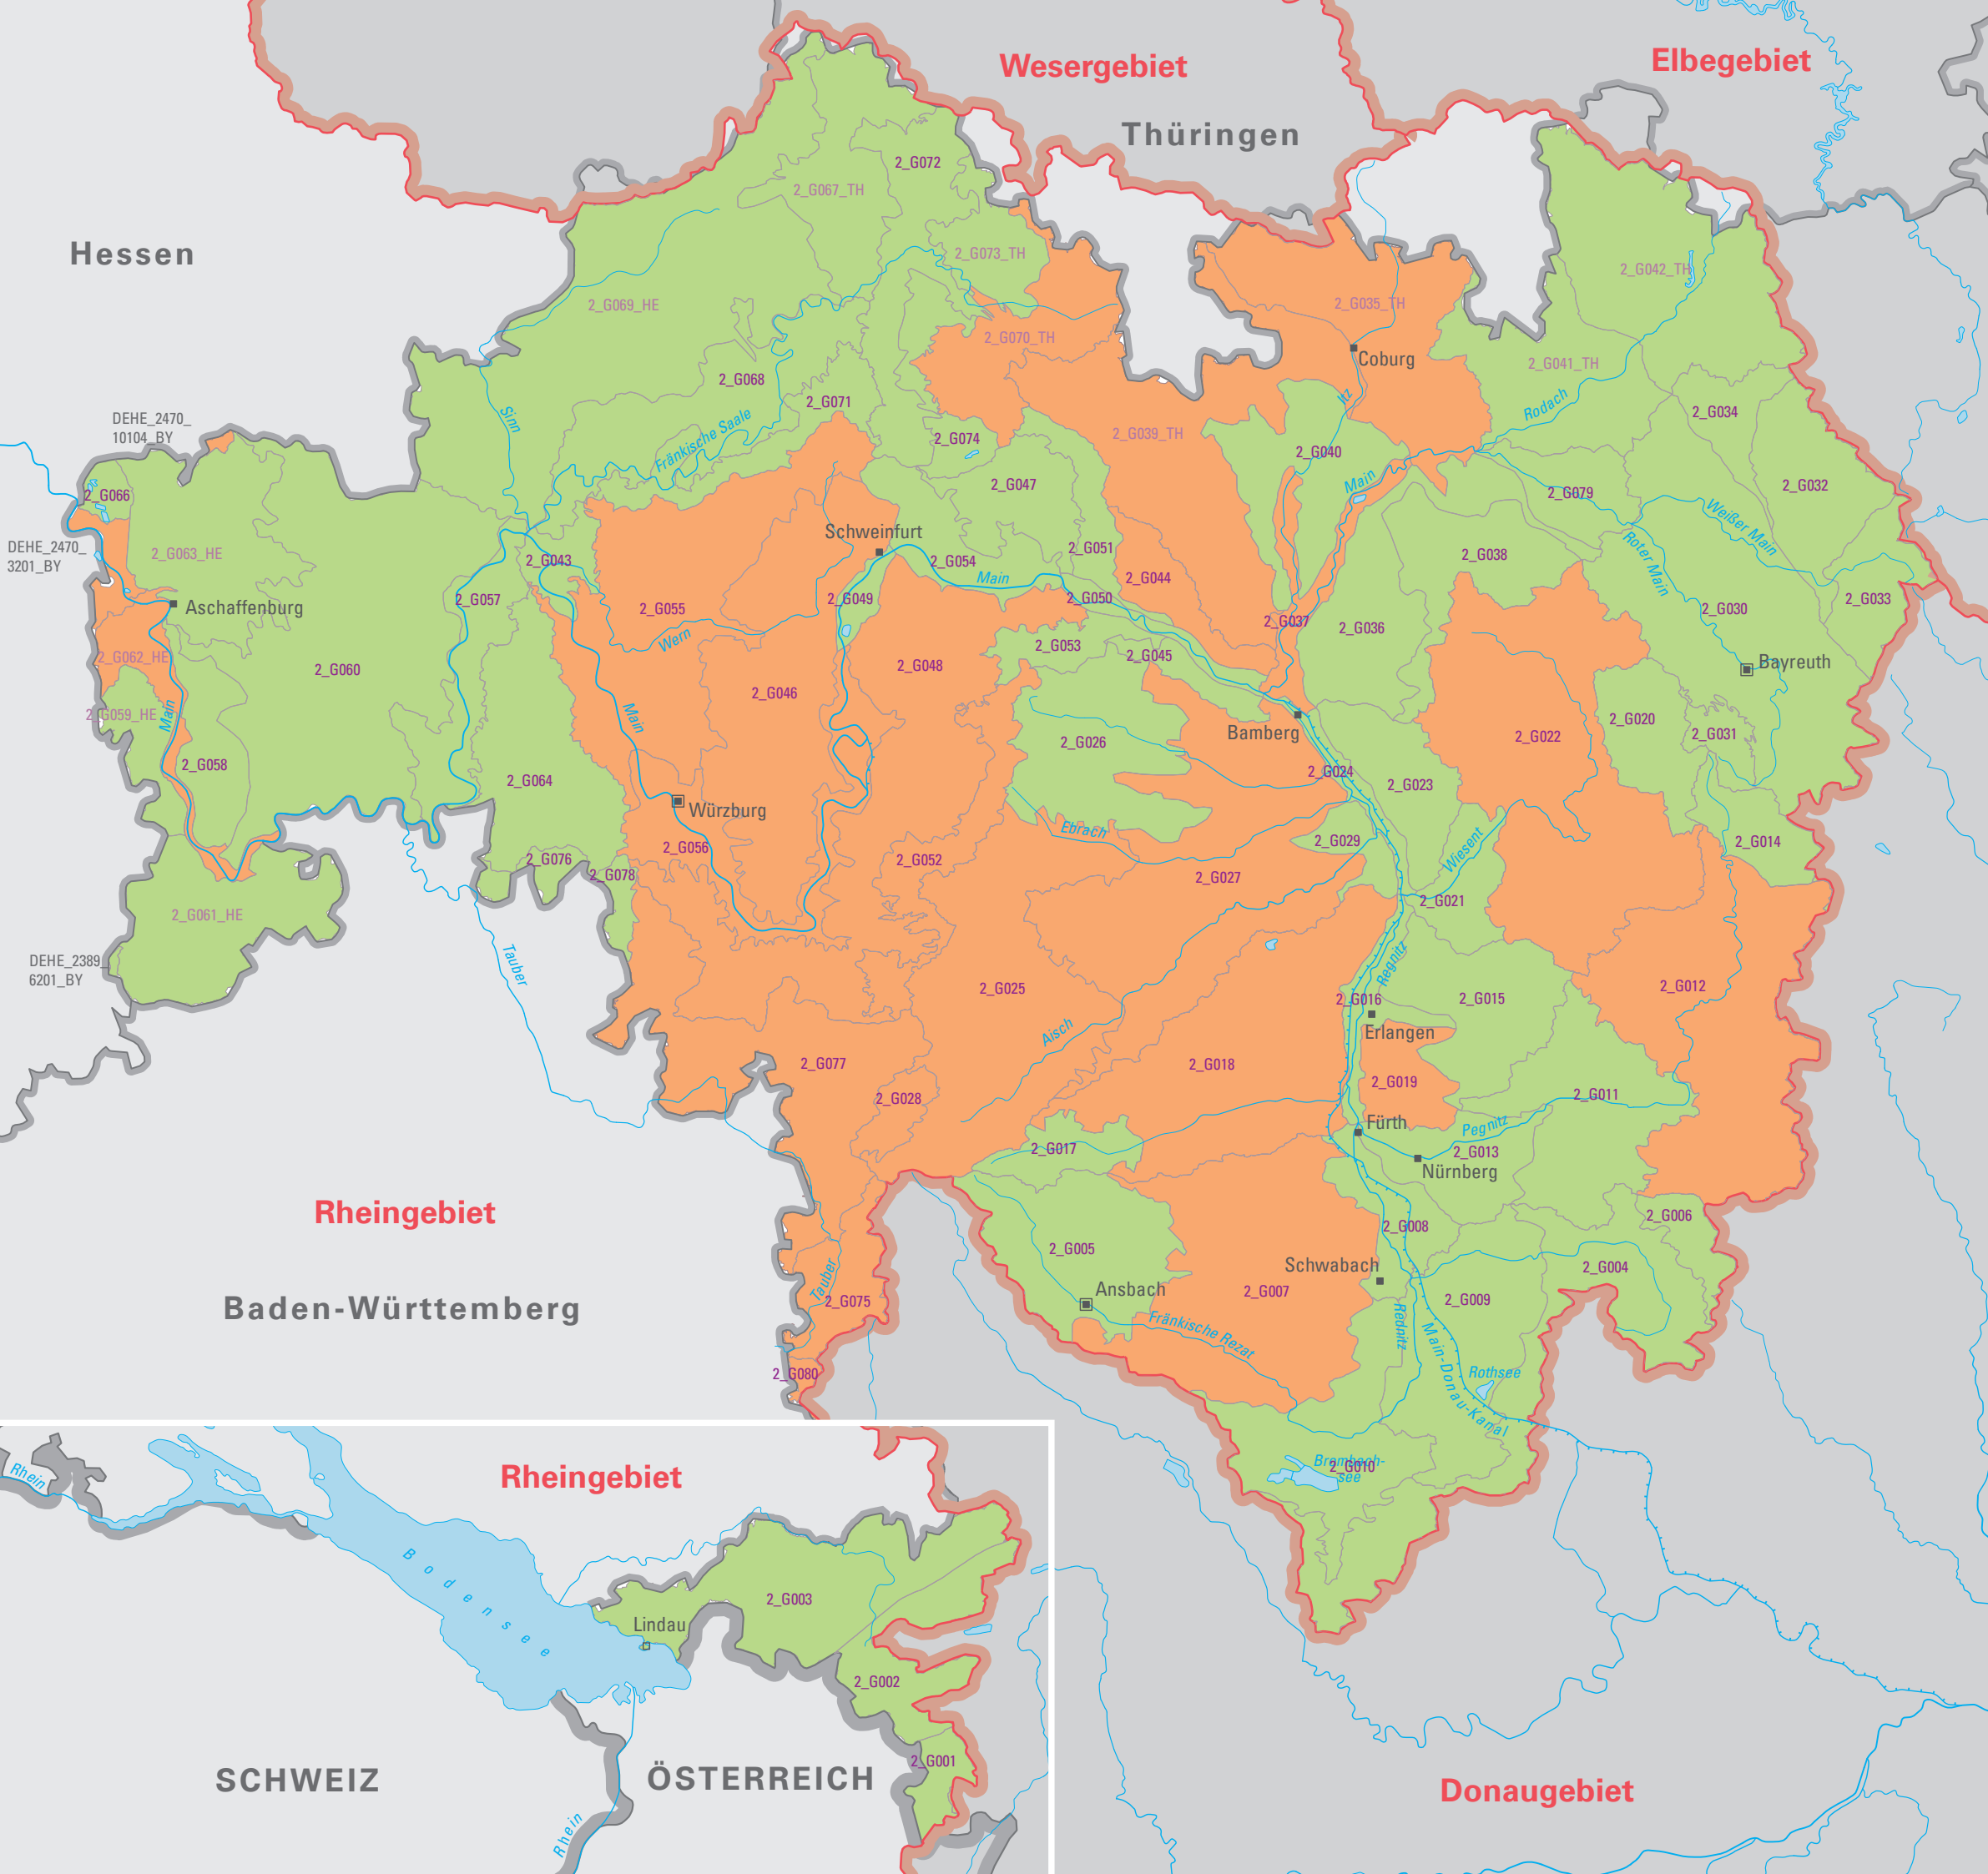 Wesergebiet
Elbegebiet
Thüringen
Hessen
2_G072
2_G067_TH
2_G073_TH
2_G042_TH
2_G069_HE
2_G035_TH
2_G070_TH
Coburg
2_G041_TH
2_G068
2_G071
Itz
Rodach
2_G034
DEHE_2470_
10104_BY
Sinn
Fränkische Saale
2_G074
2_G039_TH
2_G040
2_G066
2_G047
Main
2_G079
2_G032
Weißer Main
Schweinfurt
DEHE_2470_
3201_BY
2_G063_HE
2_G043
2_G054
2_G051
2_G038
Roter Main
Main
2_G044
2_G057
Aschaffenburg
2_G055
2_G049
2_G050
2_G030
2_G033
2_G037
2_G036
Wern
2_G053
2_G045
2_G062_HE
2_G060
2_G048
Bayreuth
2_G046
2_G059_HE
Main
Main
2_G020
Bamberg
2_G026
2_G022
2_G031
2_G058
2_G024
2_G064
2_G023
Würzburg
Ebrach
2_G029
Wiesent
2_G014
2_G056
2_G076
2_G052
2_G078
2_G027
2_G021
2_G061_HE
DEHE_2389_
6201_BY
Tauber
Regnitz
2_G025
2_G016
2_G015
2_G012
Aisch
Erlangen
2_G077
2_G018
2_G019
2_G028
2_G011
Fürth
Pegnitz
2_G017
2_G013
Nürnberg
Rheingebiet
2_G008
2_G006
2_G005
Schwabach
2_G004
Tauber
Ansbach
2_G007
2_G009
Baden-Württemberg
2_G075
Fränkische Rezat
Rednitz
Main-Donau-Kanal
2_G080
Rothsee
Brombach-
see
2_G010
Rheingebiet
Rhein
Bodensee
2_G003
Lindau
2_G002
2_G001
SCHWEIZ
ÖSTERREICH
Rhein
Donaugebiet